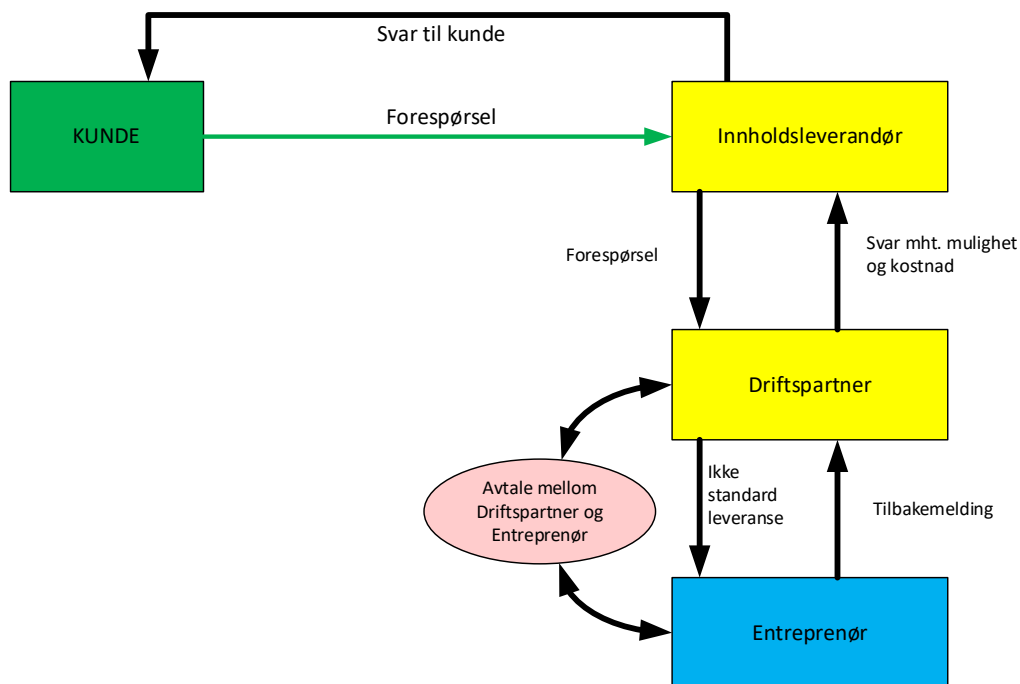 Svar til kunde
KUNDE
Forespørsel
Innholdsleverandør
Forespørsel
Svar mht. mulighet
og kostnad
Driftspartner
Avtale mellom
Driftspartner og
Entreprenør
Ikke
standard
leveranse
Tilbakemelding
Entreprenør